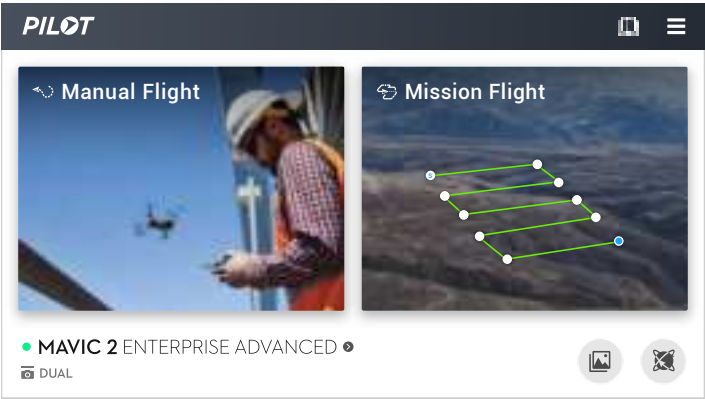 PILOT
Manual Flight
Mission Flight
S
MAVIC 2 ENTERPRISE ADVANCED
DUAL